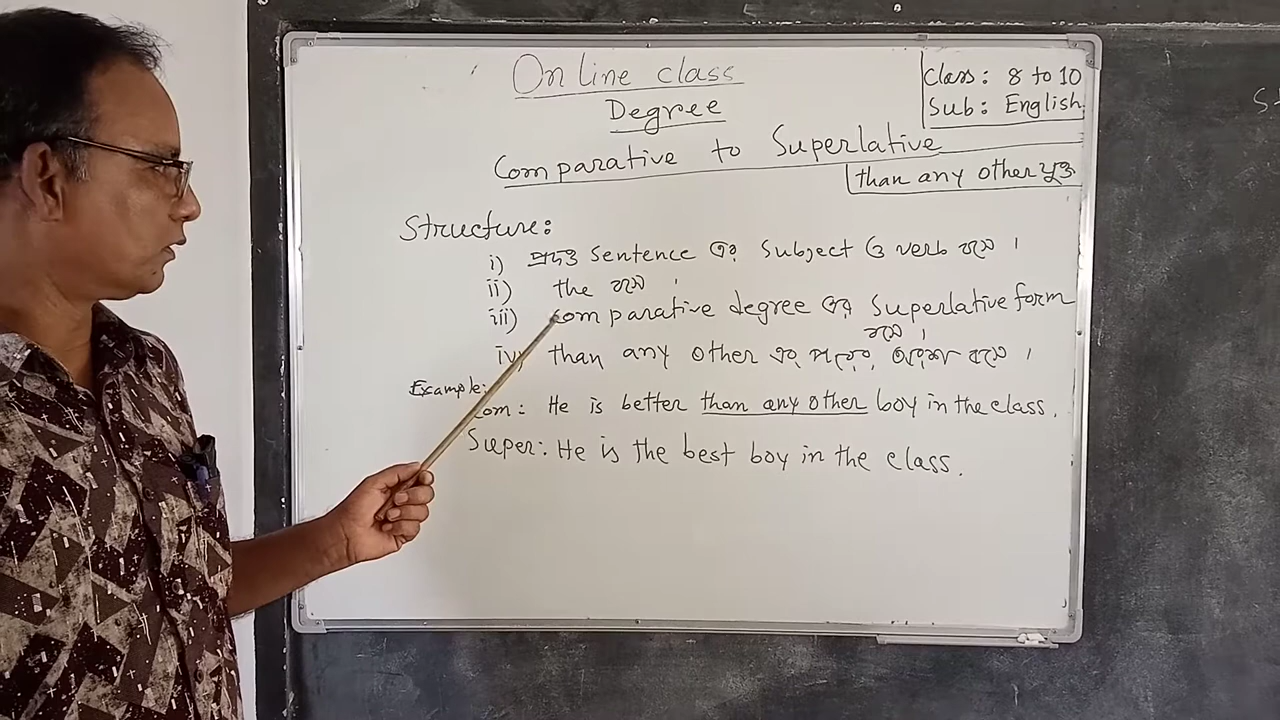 On line class
Class: 8 to 10
Sub: English
Degree
Comparative to Superlative
than any other যুক্ত
Structure:
i) প্রদত্ত Sentence এর Subject ও verb বসে।
ii) the বসে।
iii) comparative degree এর Superlative form
বসে।
iv) than any other এর পরের অংশ বসে।
Example:
Com: He is better than any other boy in the class.
Super: He is the best boy in the class.